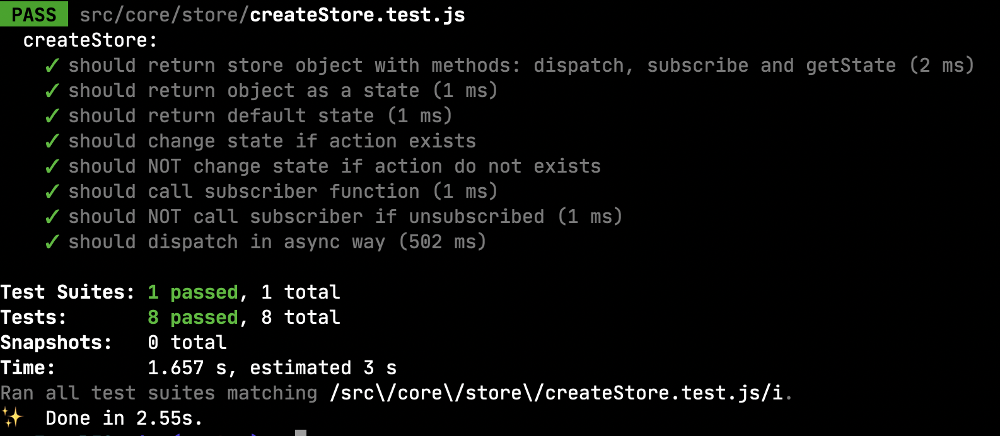 PASS src/core/store/createStore.test.js
createStore:
✓ should return store object with methods: dispatch, subscribe and getState (2 ms)
✓ should return object as a state (1 ms)
✓ should return default state (1 ms)
✓ should change state if action exists
✓ should NOT change state if action do not exists
✓ should call subscriber function (1 ms)
✓ should NOT call subscriber if unsubscribed (1 ms)
✓ should dispatch in async way (502 ms)
Test Suites: 1 passed, 1 total
Tests: 8 passed, 8 total
Snapshots: 0 total
Time: 1.657 s, estimated 3 s
Ran all test suites matching /src\/core\/store\/createStore.test.js/i.
✨ Done in 2.55s.